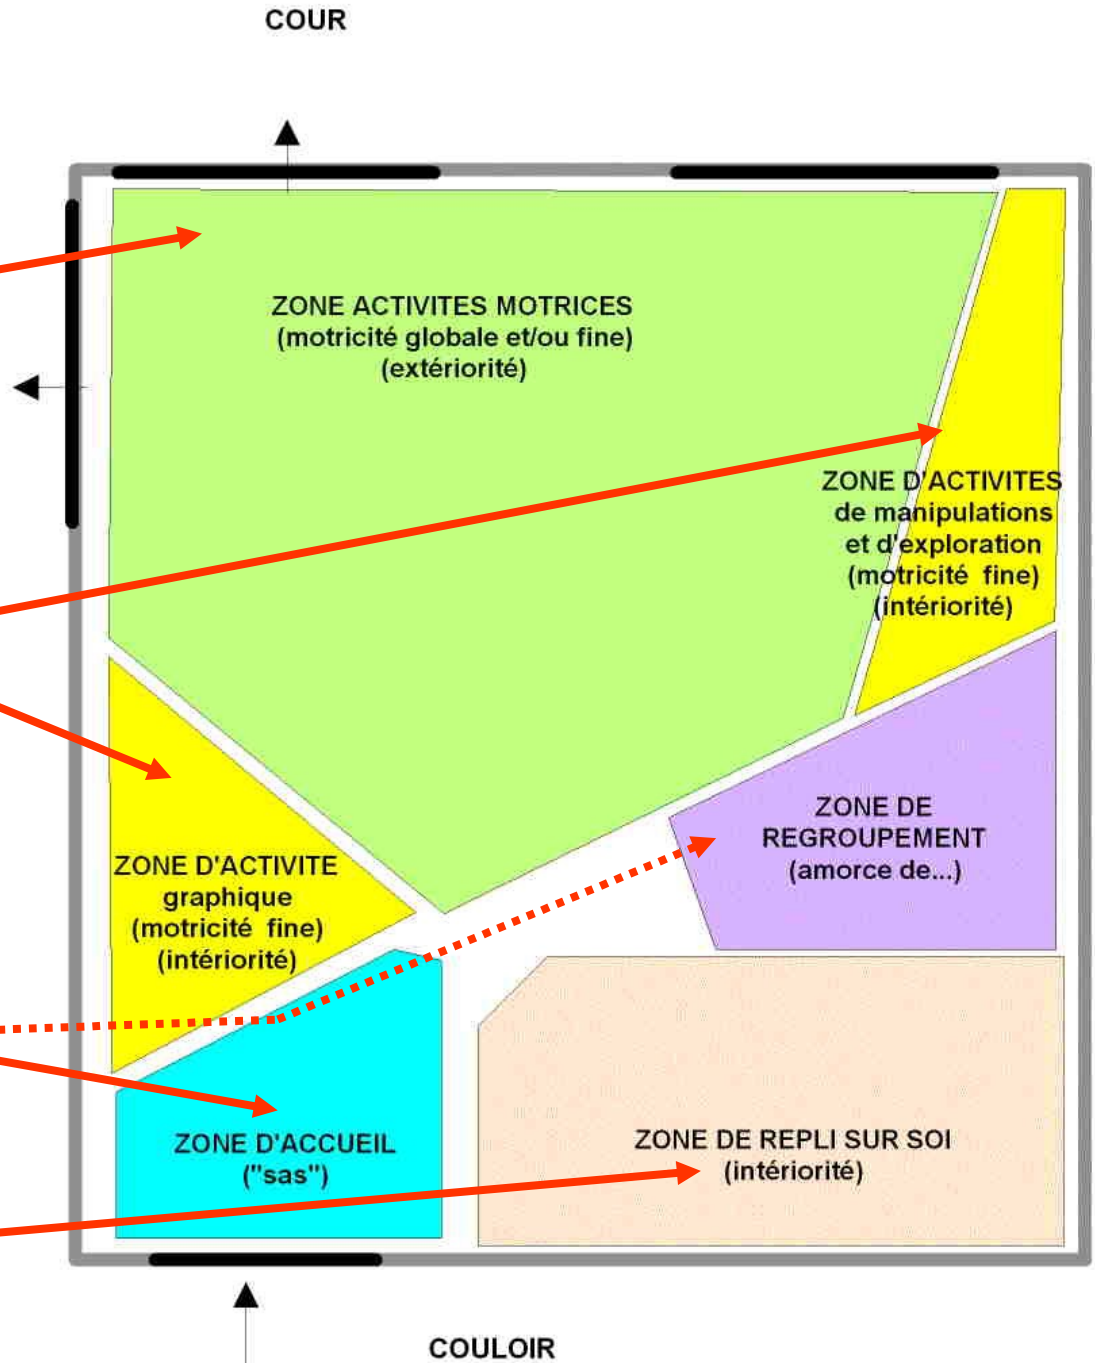 COUR
ZONE ACTIVITES MOTRICES
(motricité globale et/ou fine)
(extériorité)
ZONE D'ACTIVITES
de manipulations
et d'exploration
(motricité fine)
(intériorité)
ZONE DE
REGROUPEMENT
(amorce de...)
ZONE D'ACTIVITE
graphique
(motricité fine)
(intériorité)
ZONE D'ACCUEIL
("sas")
ZONE DE REPLI SUR SOI
(intériorité)
COULOIR